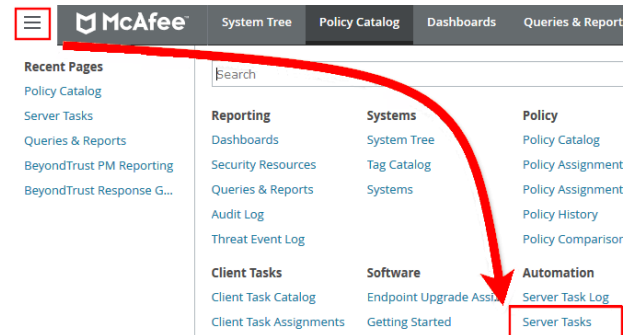 McAfee
System Tree
Policy Catalog
Dashboards
Queries & Report
Recent Pages
Policy Catalog
Server Tasks
Queries & Reports
BeyondTrust PM Reporting
BeyondTrust Response G...
Search
Reporting
Dashboards
Security Resources
Queries & Reports
Audit Log
Threat Event Log
Systems
System Tree
Tag Catalog
Systems
Policy
Policy Catalog
Policy Assignment
Policy Assignment
Policy History
Policy Comparison
Client Tasks
Client Task Catalog
Client Task Assignments
Software
Endpoint Upgrade Assi...
Getting Started
Automation
Server Task Log
Server Tasks